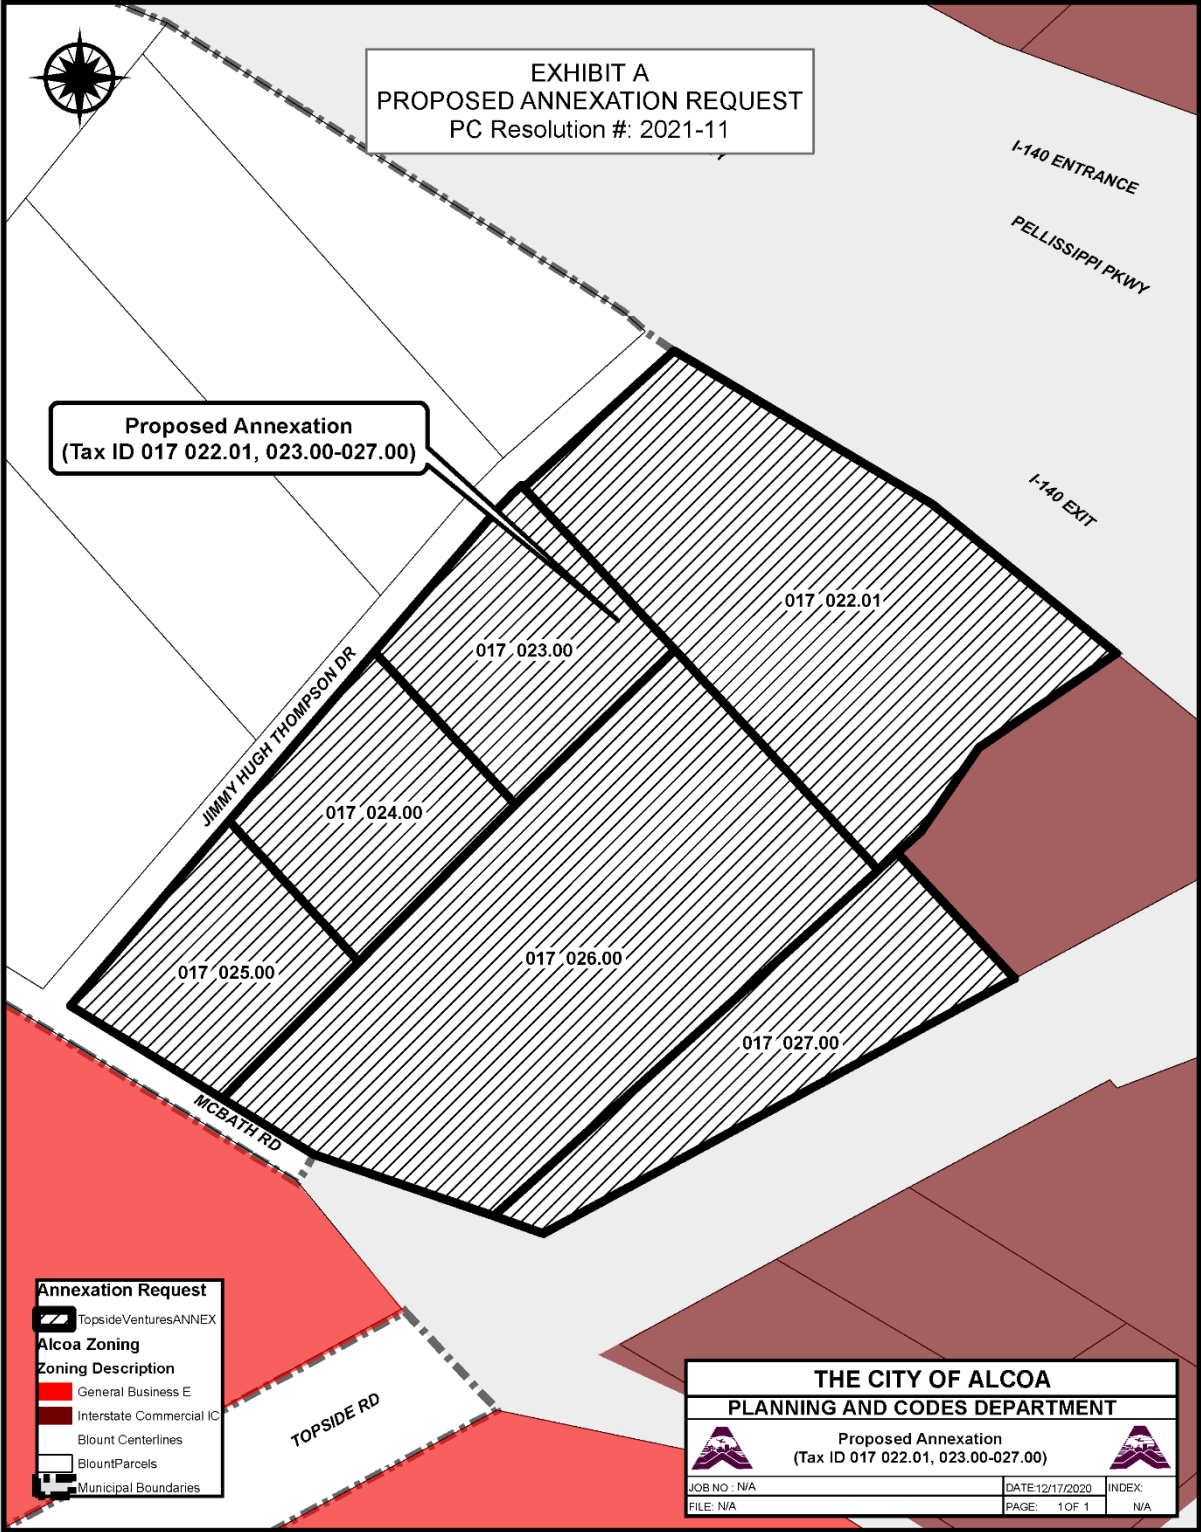 EXHIBIT A
PROPOSED ANNEXATION REQUEST
PC Resolution #: 2021-11
I-140 ENTRANCE
PELLISSIPPI PKWY
Proposed Annexation
(Tax ID 017 022.01, 023.00-027.00)
I-140 EXIT
017 022.01
017 023.00
JIMMY HUGH THOMPSON DR
017 024.00
017 026.00
017 025.00
017 027.00
MCBATH RD
TOPSIDE RD
Annexation Request
TopsideVenturesANNEX
Alcoa Zoning
Zoning Description
General Business E
Interstate Commercial IC
Blount Centerlines
BlountParcels
Municipal Boundaries
THE CITY OF ALCOA
PLANNING AND CODES DEPARTMENT
Proposed Annexation
(Tax ID 017 022.01, 023.00-027.00)
JOB NO : N/A
DATE:12/17/2020
INDEX:
FILE: N/A
PAGE: 1 OF 1
N/A